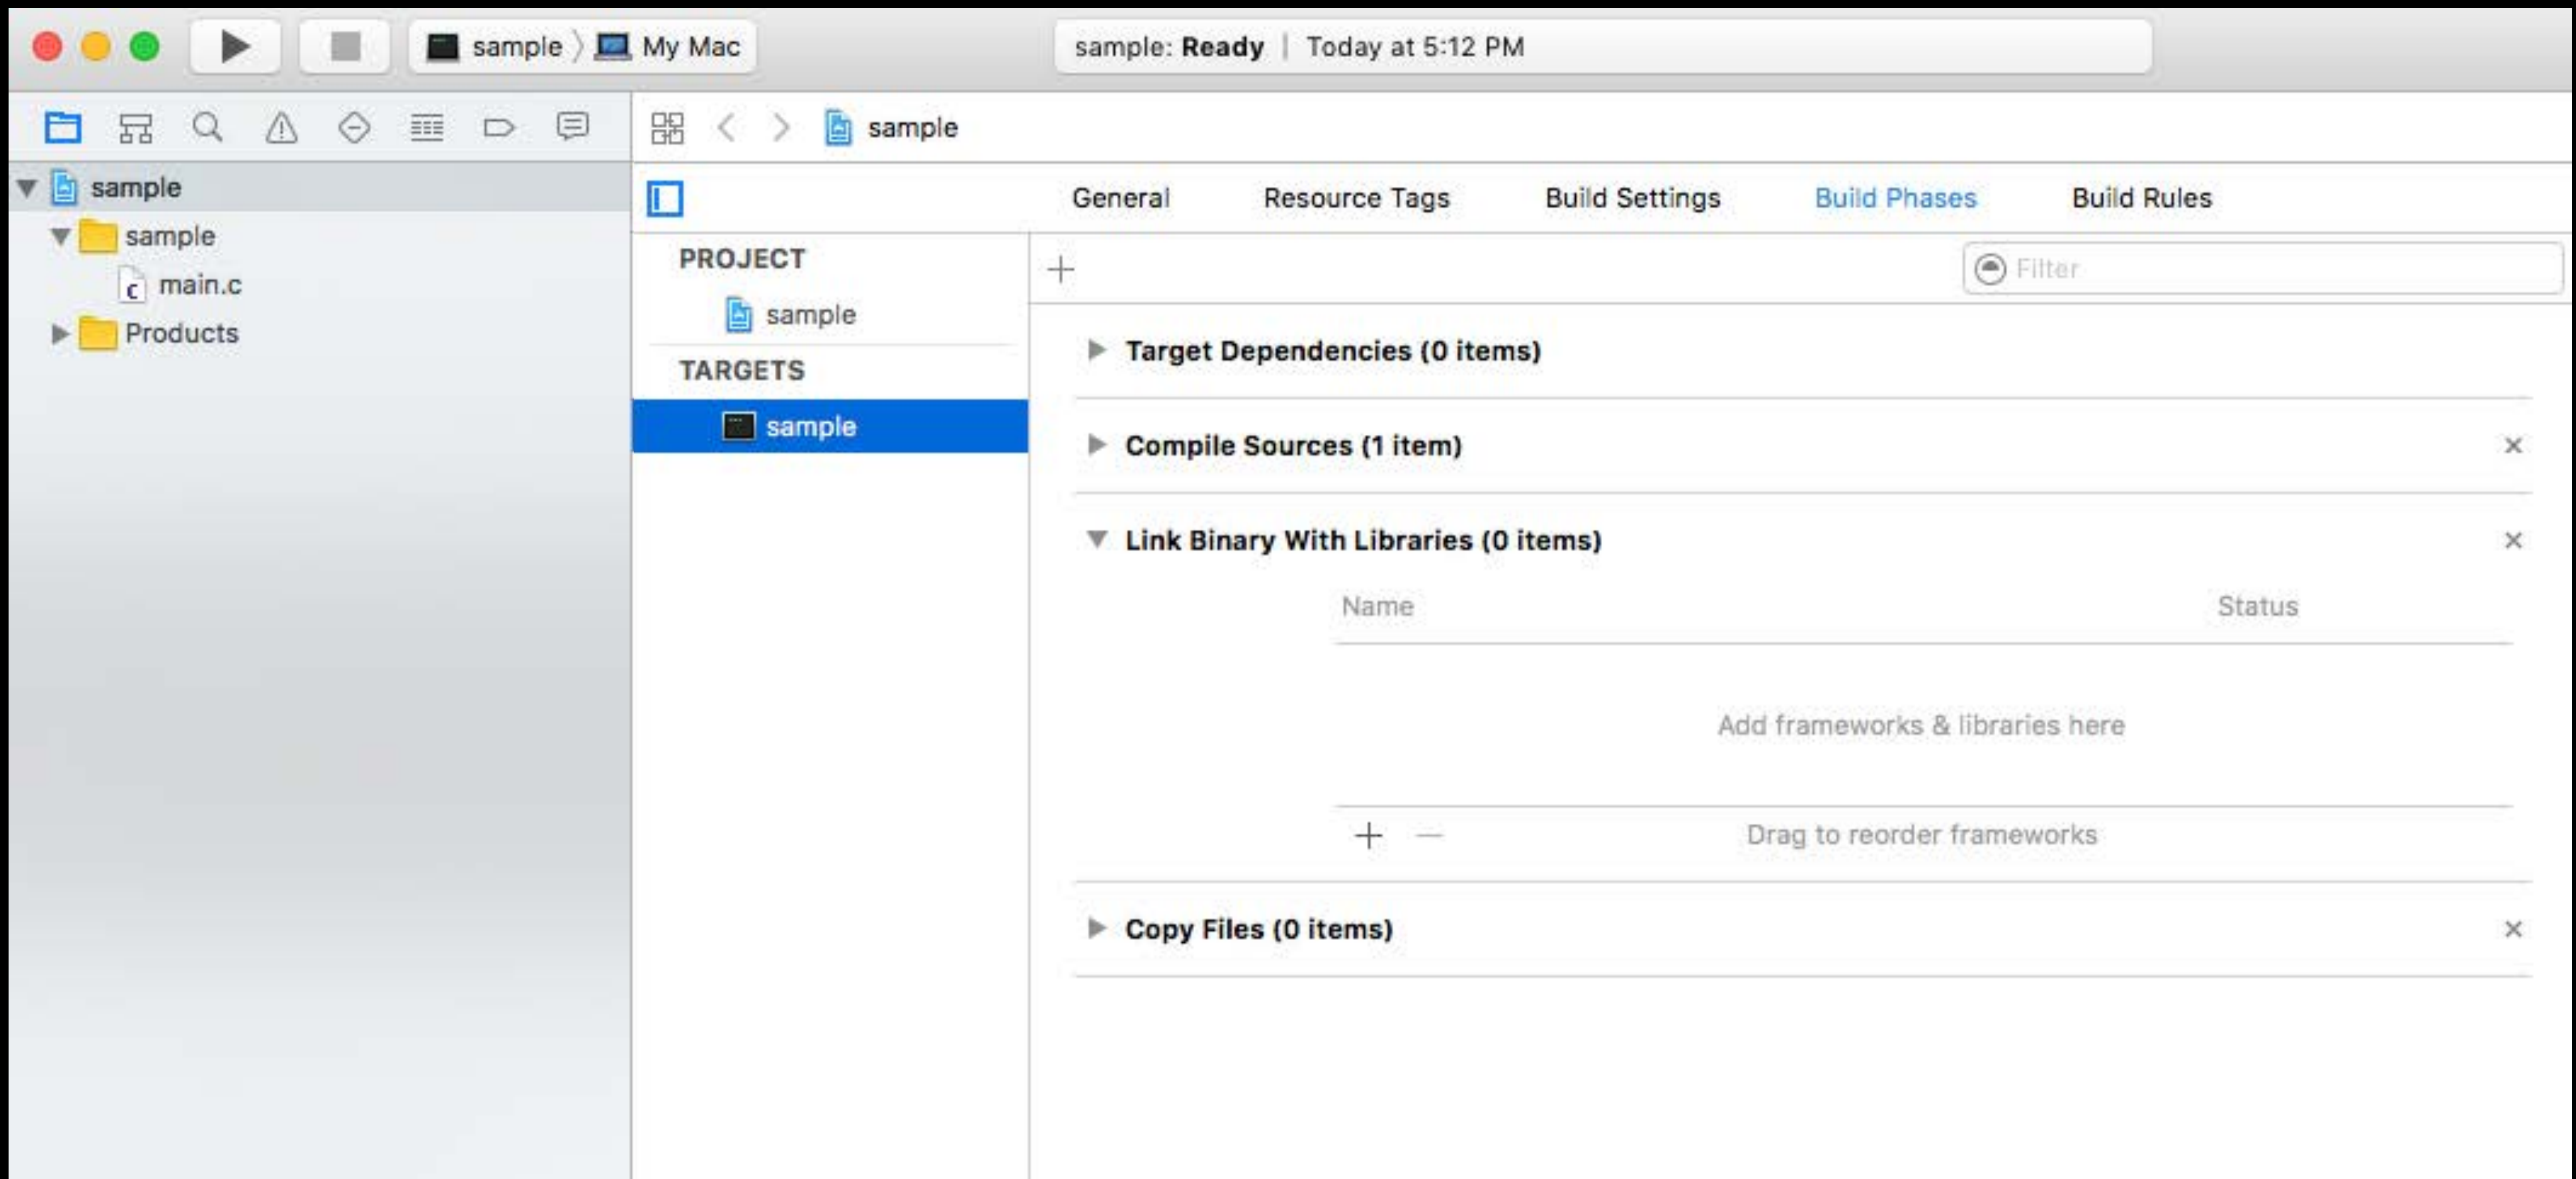 sample My Mac
sample: Ready | Today at 5:12 PM
sample
sample
main.c
Products
sample
General Resource Tags Build Settings Build Phases Build Rules
PROJECT
sample
TARGETS
sample
Filter
Target Dependencies (0 items)
Compile Sources (1 item)
Link Binary With Libraries (0 items)
Name Status
Add frameworks & libraries here
Drag to reorder frameworks
Copy Files (0 items)